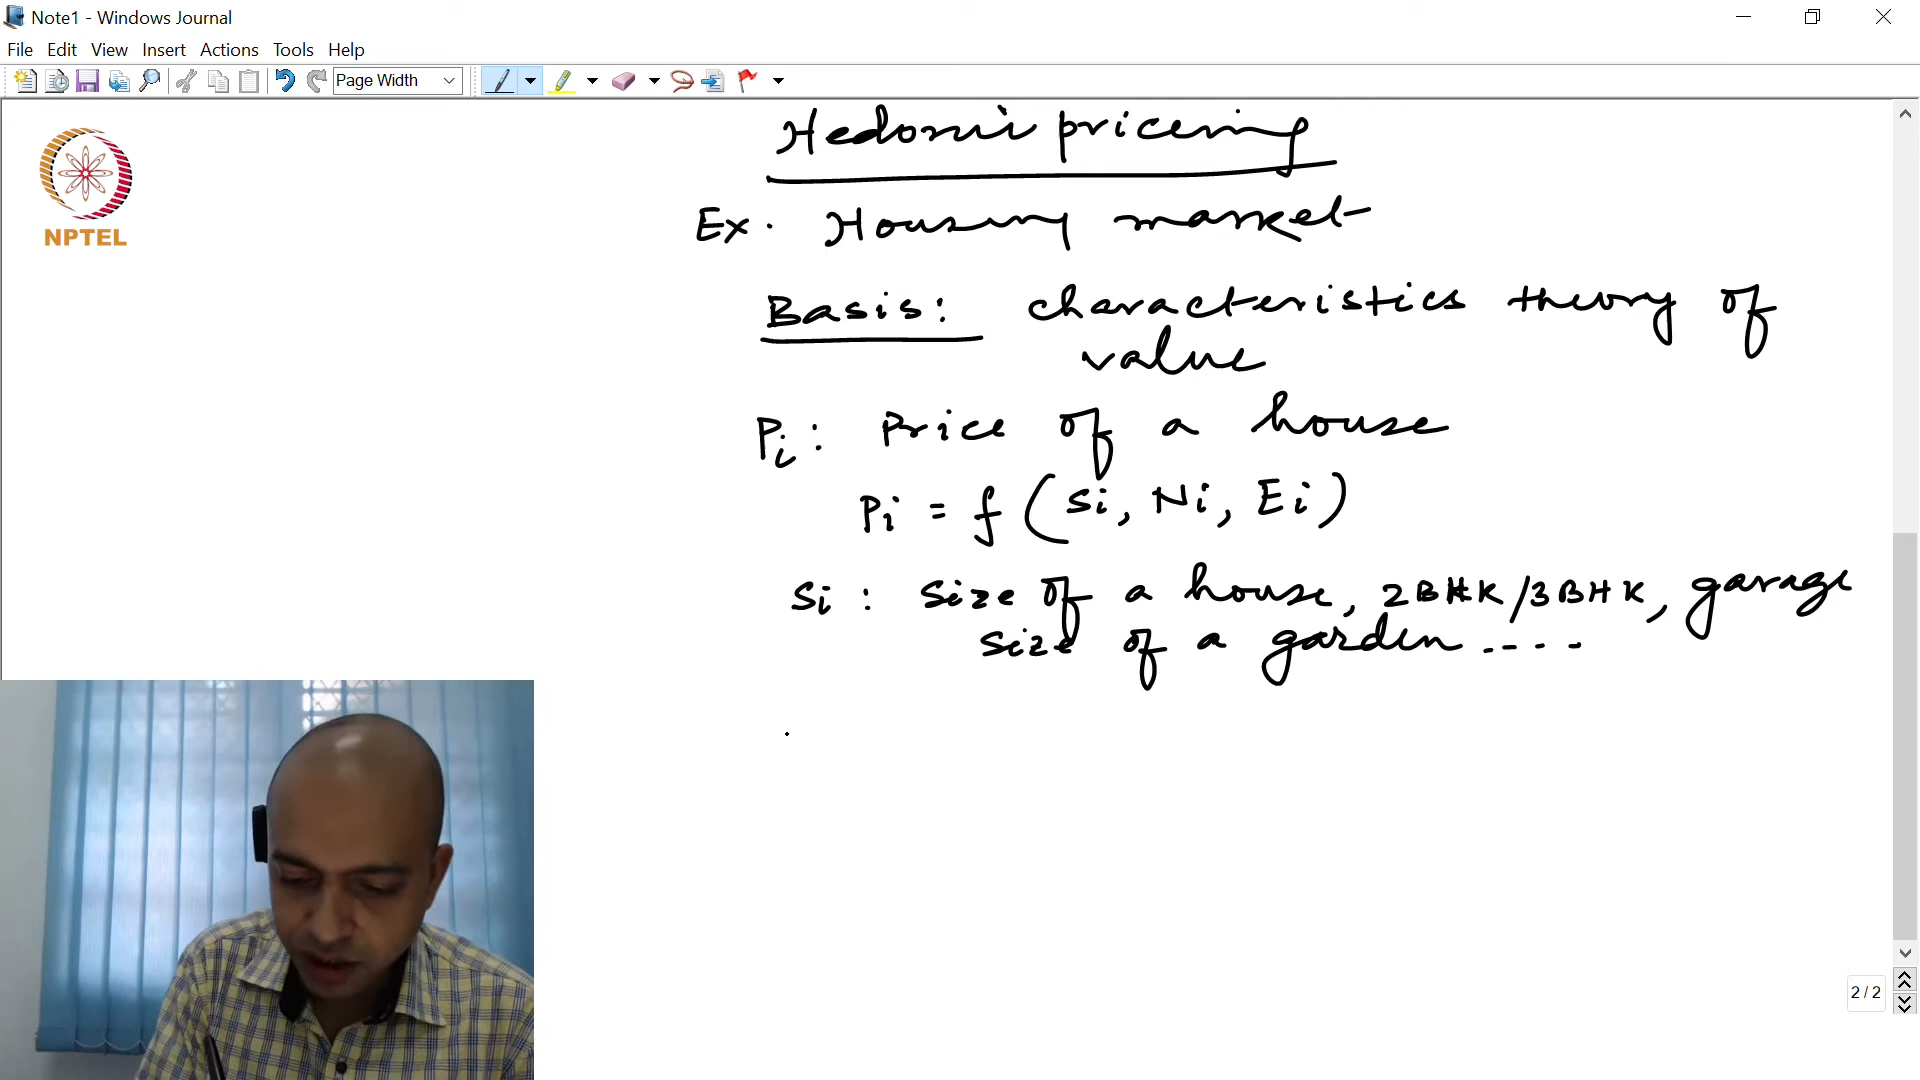 Note1 - Windows Journal
File Edit View Insert Actions Tools Help
Page Width
NPTEL
Hedonic pricering
Ex. Housing market
Basis: characteristics theory of
value
Pi: Price of a house
Pi = f (Si, Ni, Ei)
Si : Size of a house, 2BHK/3BHK, garage
size of a garden ....
2 / 2